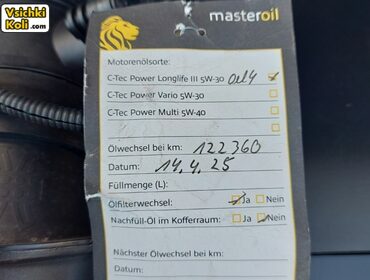 Vsichki
Koli.com
masteroil
Motorenölsorte:
C-Tec Power Longlife III 5W-30
C-Tec Power Vario 5W-30
C-Tec Power Multi 5W-40
Ölwechsel bei km: 122360
Datum: 14.4.25
Füllmenge (L):
Ölfilterwechsel: Ja Nein
Nachfüll-Öl im Kofferraum: Ja Nein
Nächster Ölwechsel bei km:
Datum: